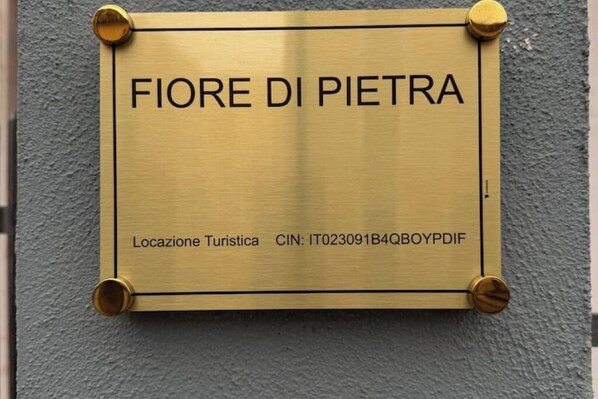 FIORE DI PIETRA
Locazione Turistica CIN: IT023091B4QBOYPDIF